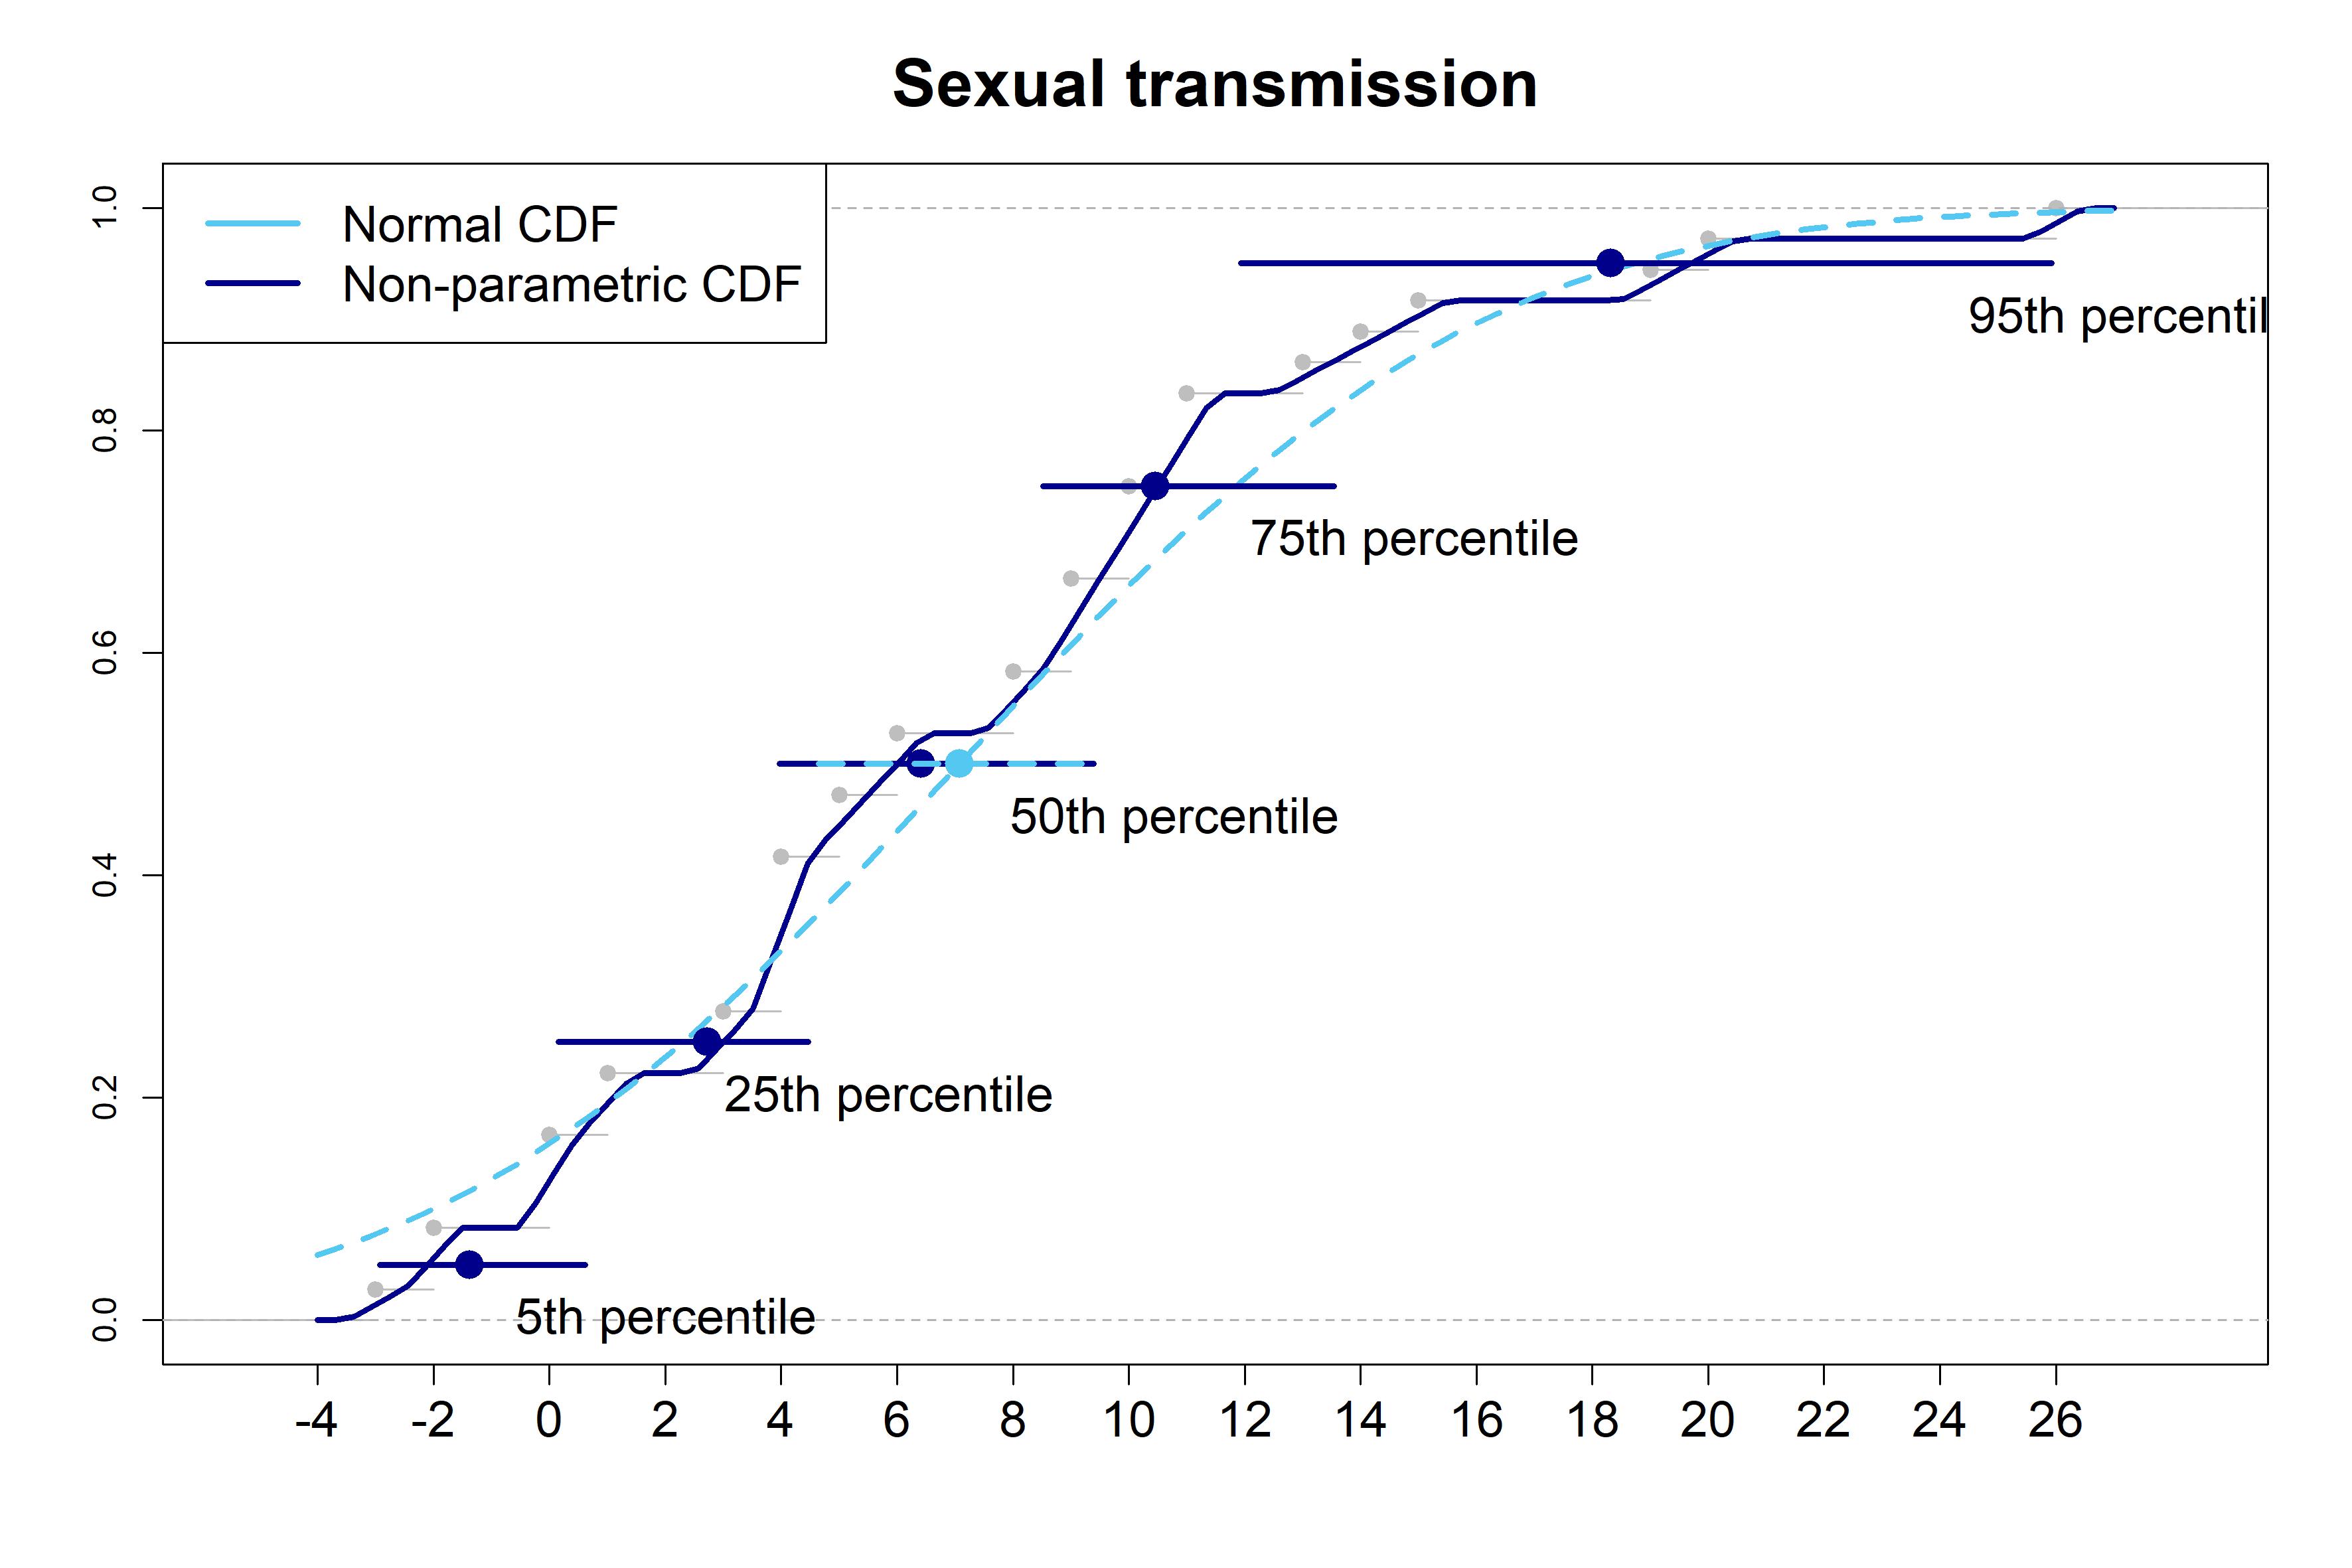 Sexual transmission
Normal CDF
Non-parametric CDF
1.0
0.8
0.6
0.4
0.2
0.0
95th percentil
75th percentile
50th percentile
25th percentile
5th percentile
-4 -2 0 2 4 6 8 10 12 14 16 18 20 22 24 26